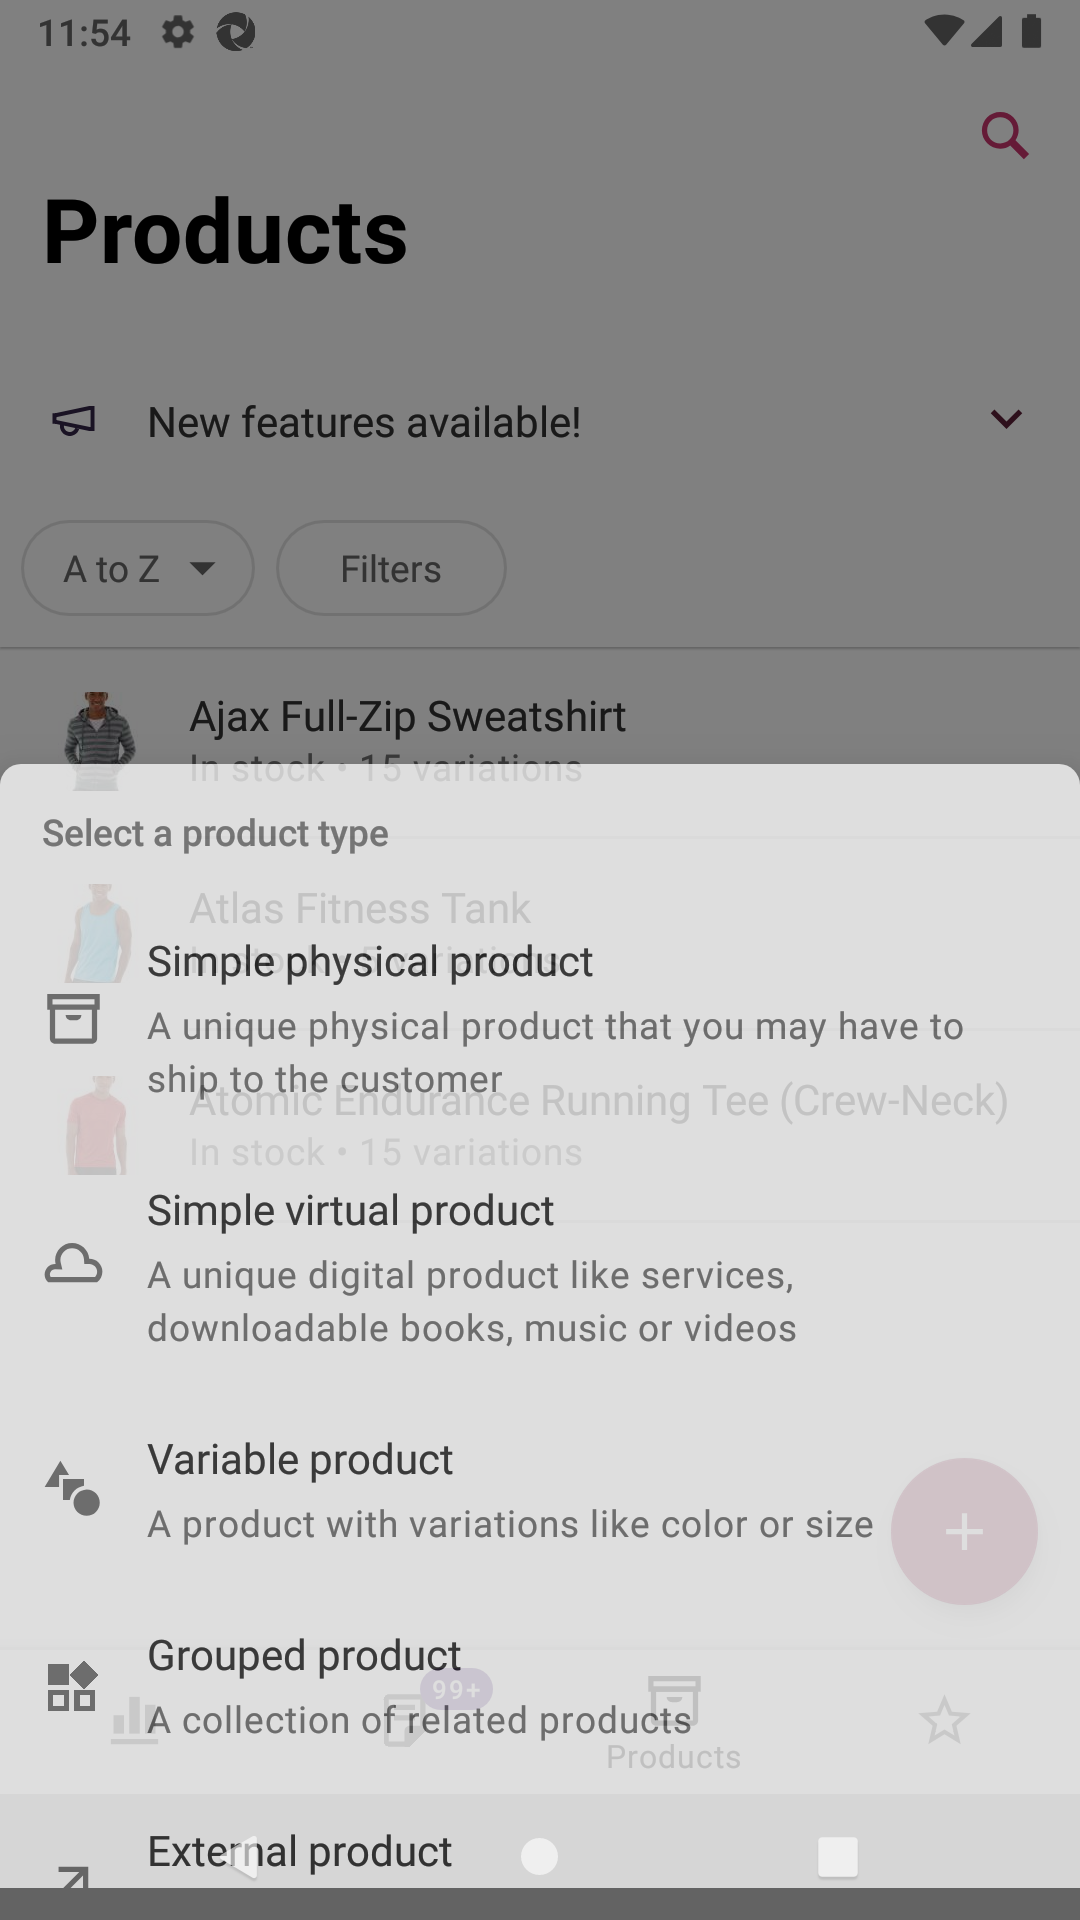 11:54
Products
New features available!
A to Z
Filters
Ajax Full-Zip Sweatshirt
In stock • 15 variations
Select a product type
Atlas Fitness Tank
In stock • 5 variations
Simple physical product
A unique physical product that you may have to
ship to the customer
Atomic Endurance Running Tee (Crew-Neck)
In stock • 15 variations
Simple virtual product
A unique digital product like services,
downloadable books, music or videos
Variable product
A product with variations like color or size
Grouped product
99+
A collection of related products
Products
External product